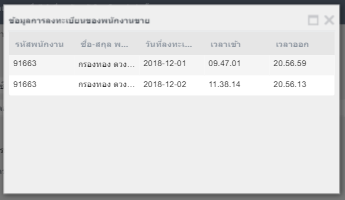 ข้อมูลการลงทะเบียนของพนักงานขาย
รหัสพนักงาน ชื่อ-สกุล พ... วันที่ลงทะเ... เวลาเข้า เวลาออก
91663 กรองทอง ดวง... 2018-12-01 09.47.01 20.56.59
91663 กรองทอง ดวง... 2018-12-02 11.38.14 20.56.13